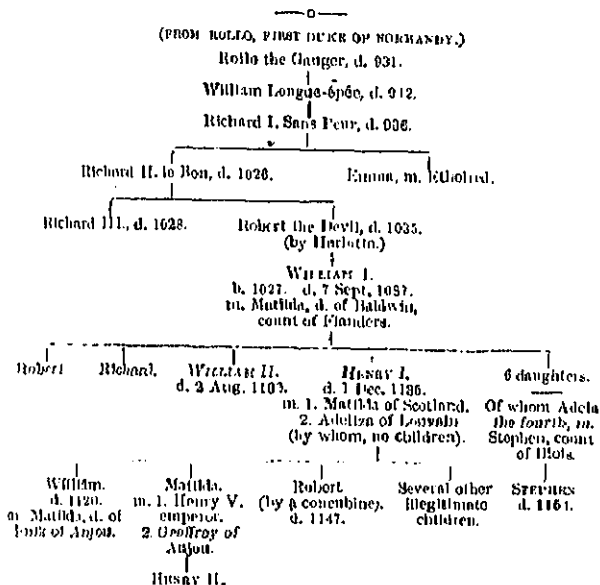 (FROM ROLLO, FIRST DUKE OF NORMANDY.)
Rollo the Ganger, d. 931.
William Longue-épée, d. 942.
Richard I. Sans Peur, d. 996.
Richard II. le Bon, d. 1026. Emma, m. Ethelred.
Richard III., d. 1028. Robert the Devil, d. 1035.
(by Harlotta.)
WILLIAM I.
b. 1027. d. 7 Sept. 1087.
m. Matilda, d. of Baldwin,
count of Flanders.
Robert Richard. WILLIAM II. HENRY I. 6 daughters.
d. 2 Aug. 1100. d. 1 Dec. 1135.
m. 1. Matilda of Scotland. Of whom Adela
2. Adeliza of Louvain the fourth, m.
(by whom, no children). Stephen, count
of Blois.
William. Matilda. Robert Several other STEPHEN
d. 1120. m. 1. Henry V. (by a concubine). illegitimate d. 1154.
m. Matilda, d. of emperor. d. 1147. children.
Fulk of Anjou. 2. Geoffroy of
Anjou.
HENRY II.